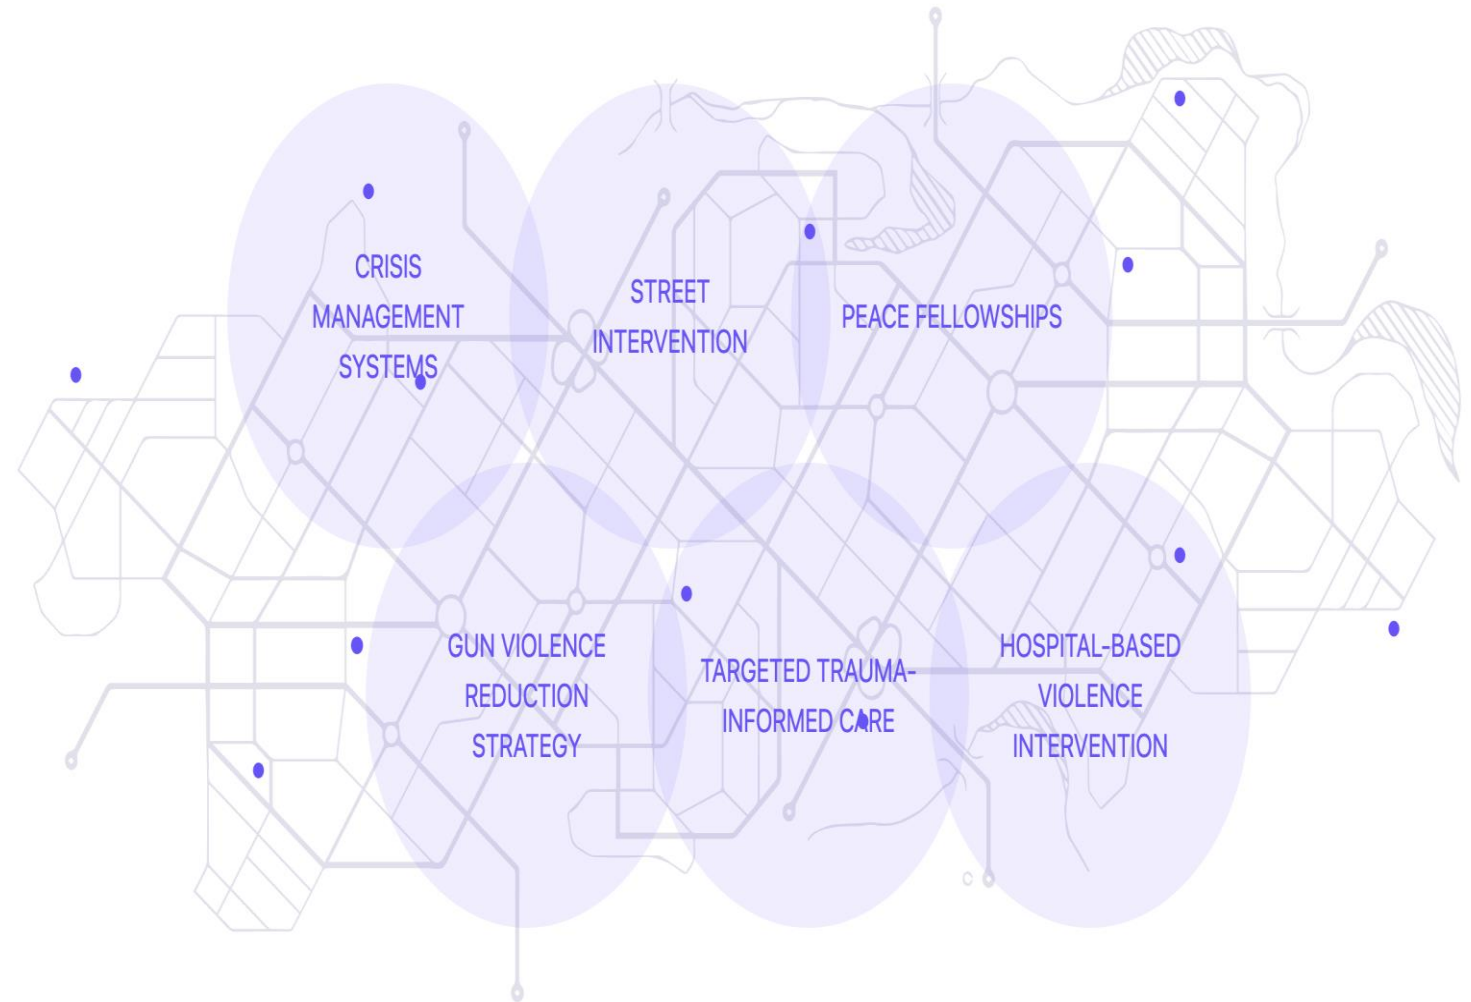 CRISIS
MANAGEMENT
SYSTEMS
STREET
INTERVENTION
PEACE FELLOWSHIPS
GUN VIOLENCE
REDUCTION
STRATEGY
TARGETED TRAUMA-
INFORMED CARE
HOSPITAL-BASED
VIOLENCE
INTERVENTION